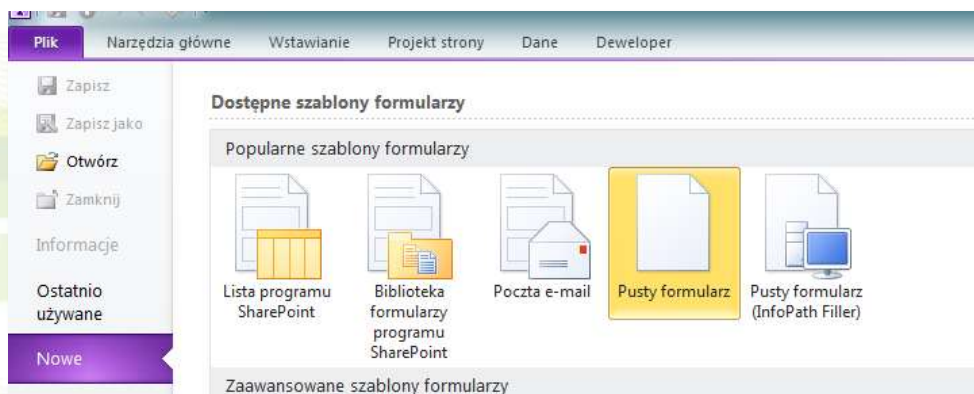 Plik Narzędzia główne Wstawianie Projekt strony Dane Deweloper
Zapisz
Zapisz jako
Otwórz
Zamknij
Informacje
Ostatnio
używane
Nowe
Dostępne szablony formularzy
Popularne szablony formularzy
Lista programu
SharePoint
Biblioteka
formularzy
programu
SharePoint
Poczta e-mail
Pusty formularz
Pusty formularz
(InfoPath Filler)
Zaawansowane szablony formularzy